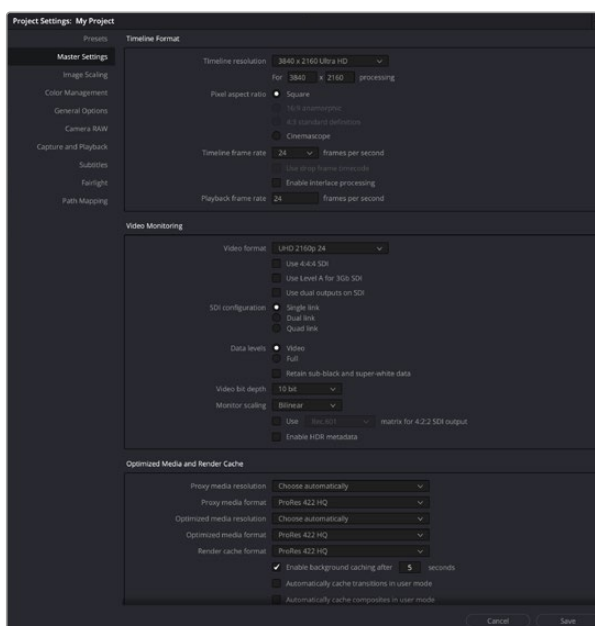 Project Settings: My Project
Presets
Master Settings
Image Scaling
Color Management
General Options
Camera RAW
Capture and Playback
Subtitles
Fairlight
Path Mapping
Timeline Format
Timeline resolution 3840 x 2160 Ultra HD
For 3840 x 2160 processing
Pixel aspect ratio Square
16:9 anamorphic
4:3 standard definition
Cinemascope
Timeline frame rate 24 frames per second
Use drop frame timecode
Enable interlace processing
Playback frame rate 24 frames per second
Video Monitoring
Video format UHD 2160p 24
Use 4:4:4 SDI
Use Level A for 3Gb SDI
Use dual outputs on SDI
SDI configuration Single link
Dual link
Quad link
Data levels Video
Full
Retain sub-black and super-white data
Video bit depth 10 bit
Monitor scaling Bilinear
Use Rec.601 matrix for 4:2:2 SDI output
Enable HDR metadata
Optimized Media and Render Cache
Proxy media resolution Choose automatically
Proxy media format ProRes 422 HQ
Optimized media resolution Choose automatically
Optimized media format ProRes 422 HQ
Render cache format ProRes 422 HQ
Enable background caching after 5 seconds
Automatically cache transitions in user mode
Automatically cache composites in user mode
Cancel Save